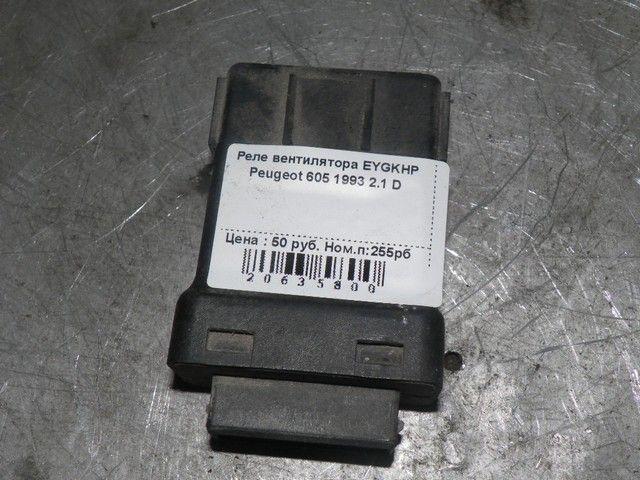 Реле вентилятора EYGKHP
Peugeot 605 1993 2.1 D
Цена : 50 руб. Ном.п:255рб
20635800